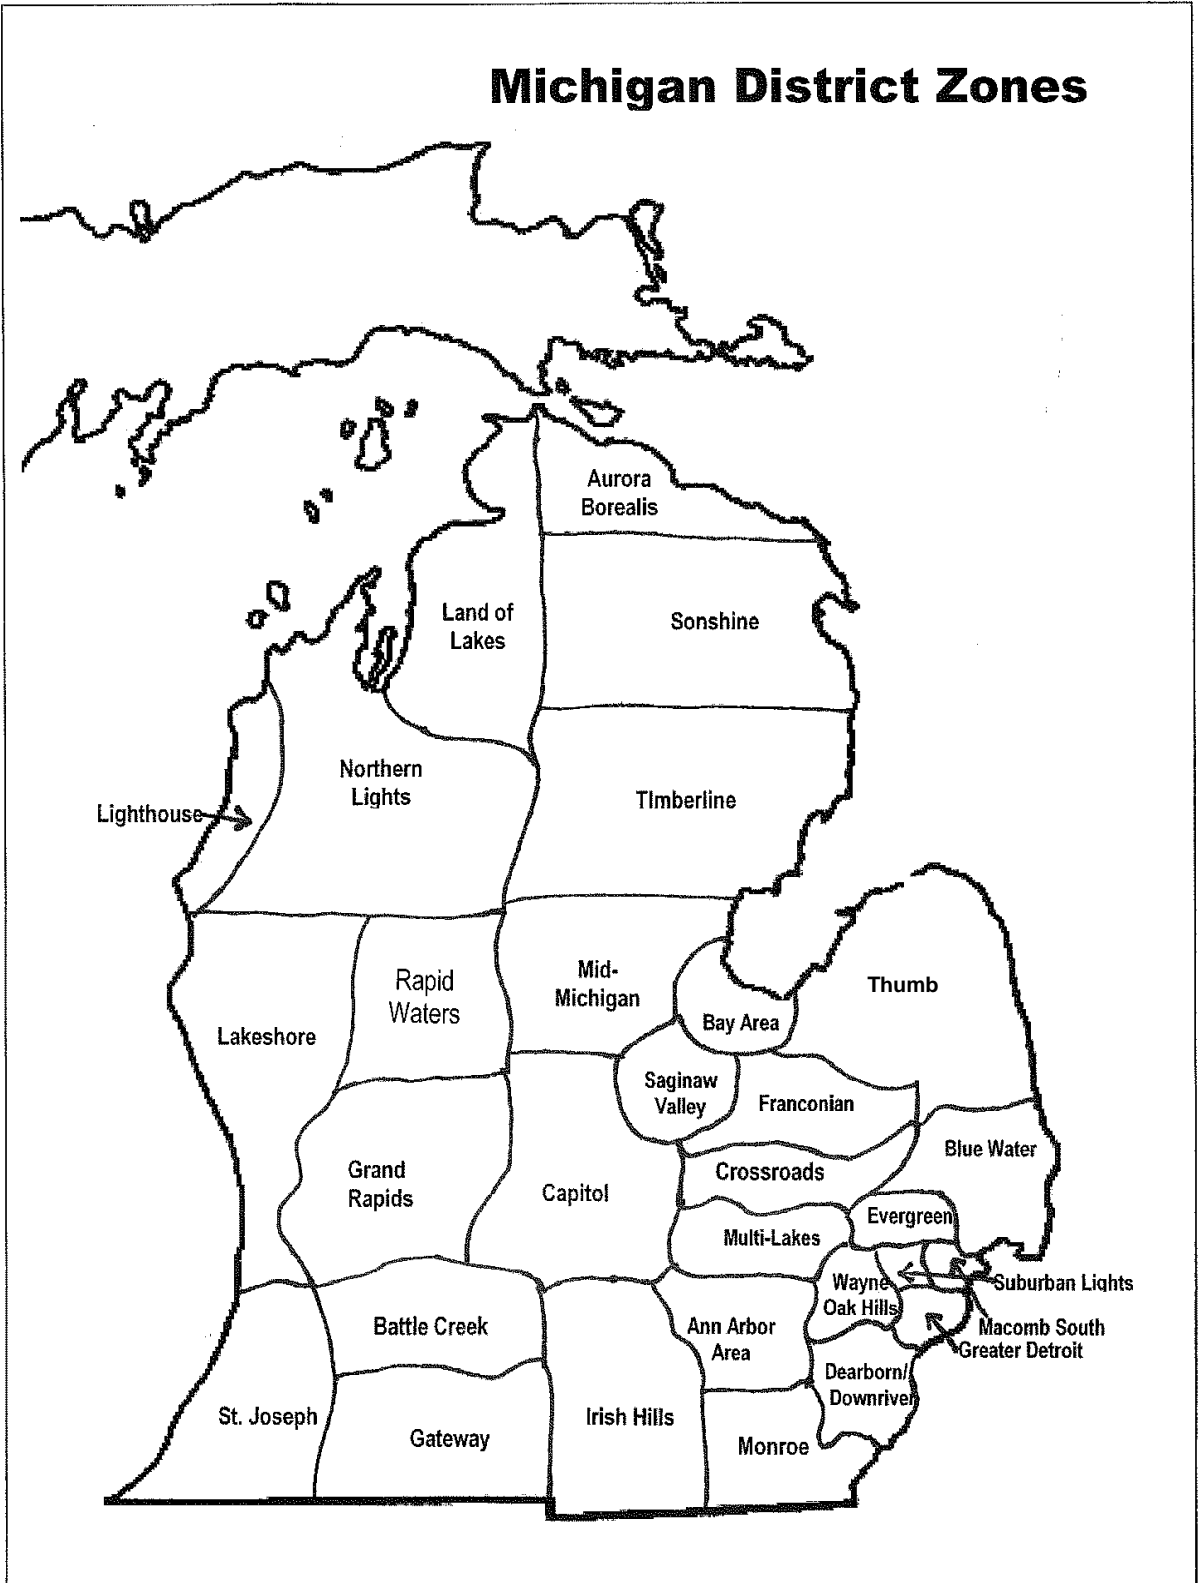 Michigan District Zones
Aurora
Borealis
Land of
Lakes
Sonshine
Northern
Lights
TImberline
Lighthouse
Mid-
Michigan
Rapid
Waters
Thumb
Bay Area
Lakeshore
Saginaw
Valley
Franconian
Blue Water
Crossroads
Grand
Rapids
Capitol
Evergreen
Multi-Lakes
Wayne
Oak Hills
Suburban Lights
Macomb South
Greater Detroit
Battle Creek
Ann Arbor
Area
Dearborn/
Downriver
St. Joseph
Irish Hills
Gateway
Monroe